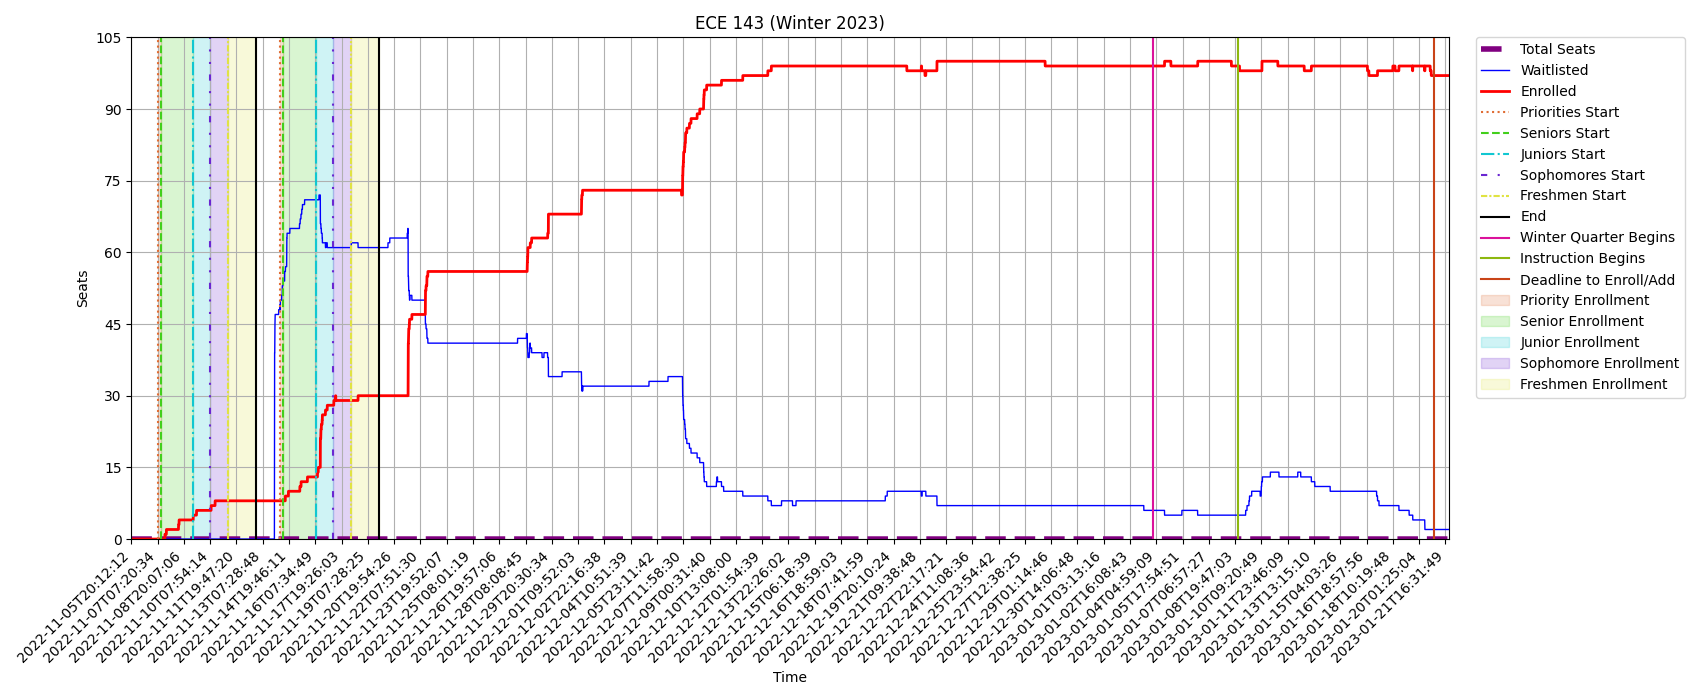 ECE 143 (Winter 2023)
105
90
75
60
45
30
15
0
Seats
2022-11-05T20:12:12
2022-11-07T07:20:34
2022-11-08T20:07:06
2022-11-10T07:54:14
2022-11-11T19:47:20
2022-11-13T07:28:48
2022-11-14T19:46:11
2022-11-16T07:34:49
2022-11-17T19:26:03
2022-11-19T07:28:25
2022-11-20T19:54:26
2022-11-22T07:51:30
2022-11-23T19:52:07
2022-11-25T08:01:19
2022-11-26T19:57:06
2022-11-28T08:08:45
2022-11-29T20:30:34
2022-12-01T09:52:03
2022-12-02T22:16:38
2022-12-04T10:51:39
2022-12-05T23:11:42
2022-12-07T11:58:30
2022-12-09T00:31:40
2022-12-10T13:08:00
2022-12-12T01:54:39
2022-12-13T22:26:02
2022-12-15T06:18:39
2022-12-16T18:59:03
2022-12-18T07:41:59
2022-12-19T20:10:24
2022-12-21T09:38:48
2022-12-22T22:17:21
2022-12-24T11:08:36
2022-12-25T23:54:42
2022-12-27T12:38:25
2022-12-29T01:14:46
2022-12-30T14:06:48
2023-01-01T03:13:16
2023-01-02T16:08:43
2023-01-04T04:59:09
2023-01-05T17:54:51
2023-01-07T06:57:27
2023-01-08T19:47:03
2023-01-10T09:20:49
2023-01-11T23:46:09
2023-01-13T13:15:10
2023-01-15T04:03:26
2023-01-16T18:57:56
2023-01-18T10:19:48
2023-01-20T01:25:04
2023-01-21T16:31:49
Time
Total Seats
Waitlisted
Enrolled
Priorities Start
Seniors Start
Juniors Start
Sophomores Start
Freshmen Start
End
Winter Quarter Begins
Instruction Begins
Deadline to Enroll/Add
Priority Enrollment
Senior Enrollment
Junior Enrollment
Sophomore Enrollment
Freshmen Enrollment